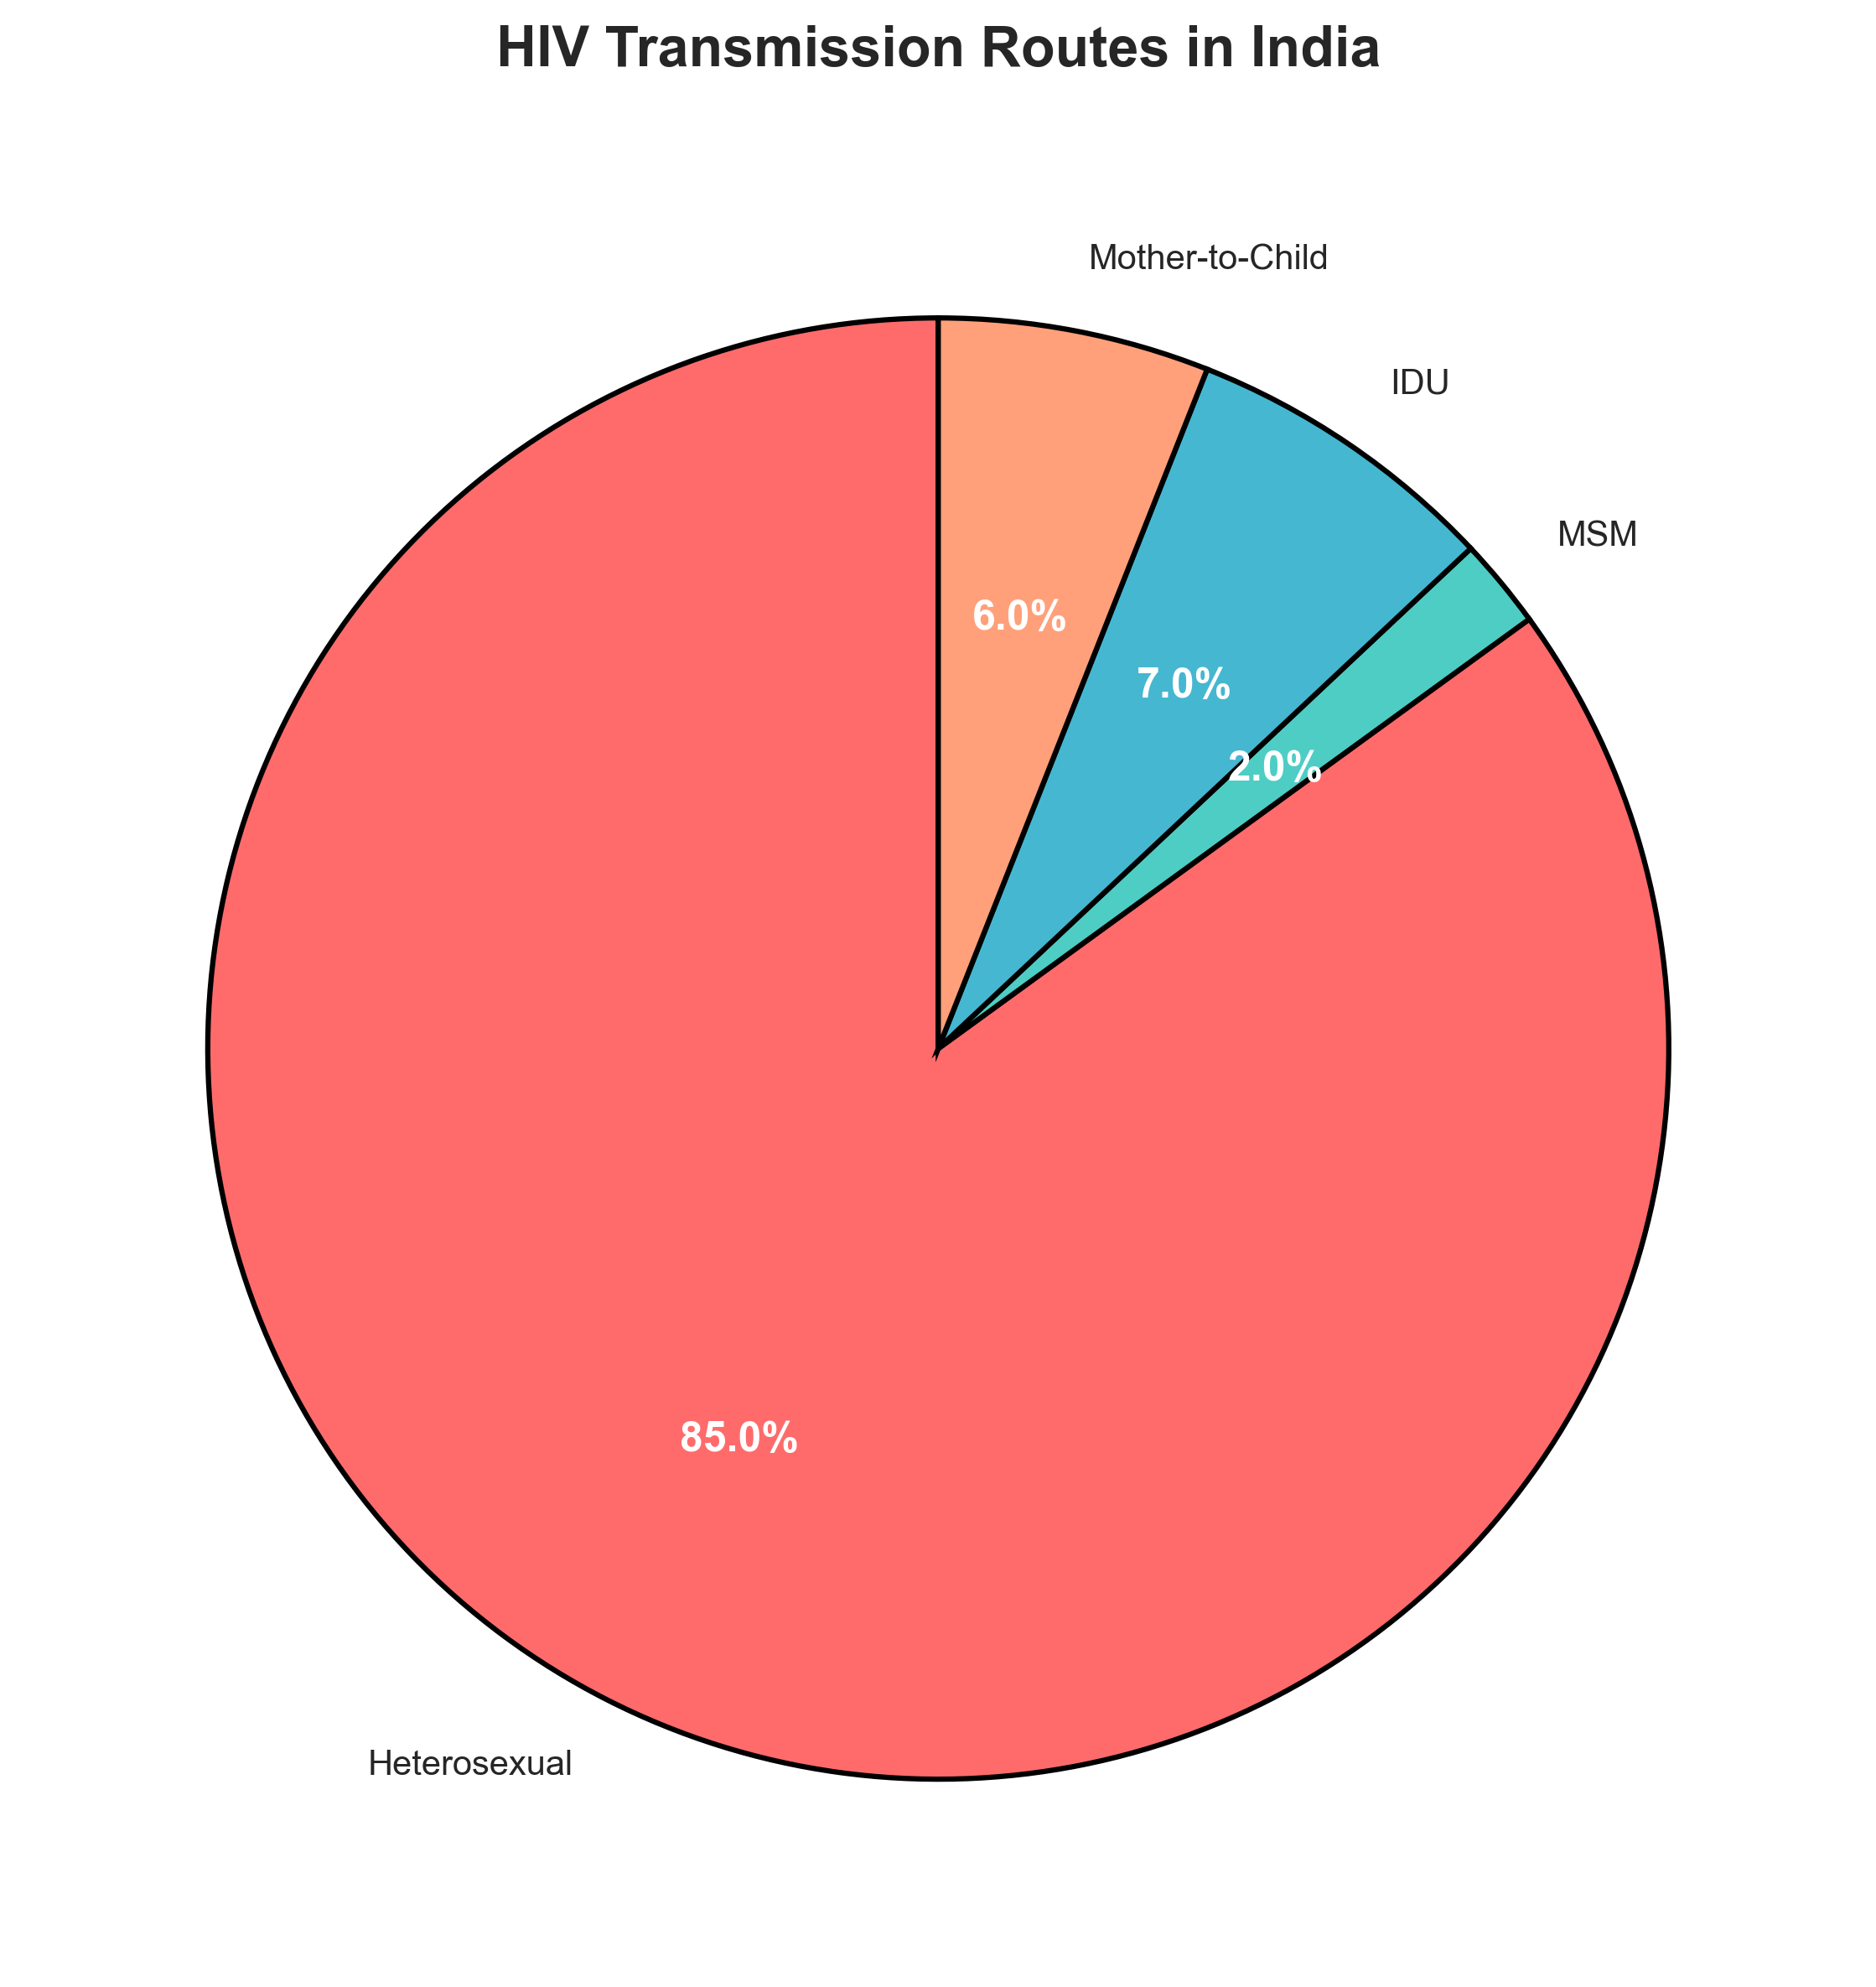 HIV Transmission Routes in India
Mother-to-Child
IDU
MSM
6.0%
7.0%
2.0%
85.0%
Heterosexual